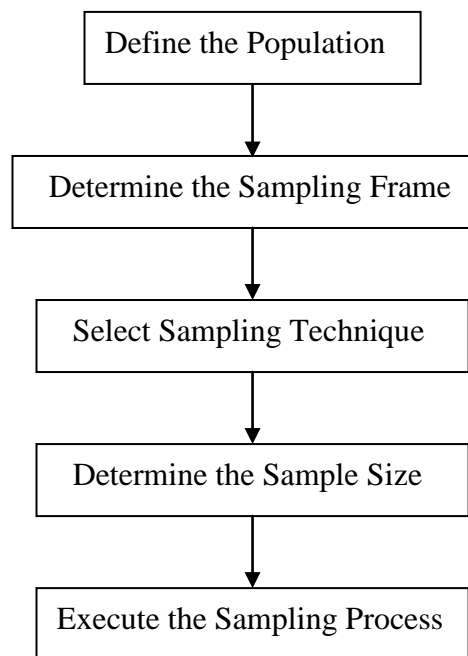 Define the Population
Determine the Sampling Frame
Select Sampling Technique
Determine the Sample Size
Execute the Sampling Process